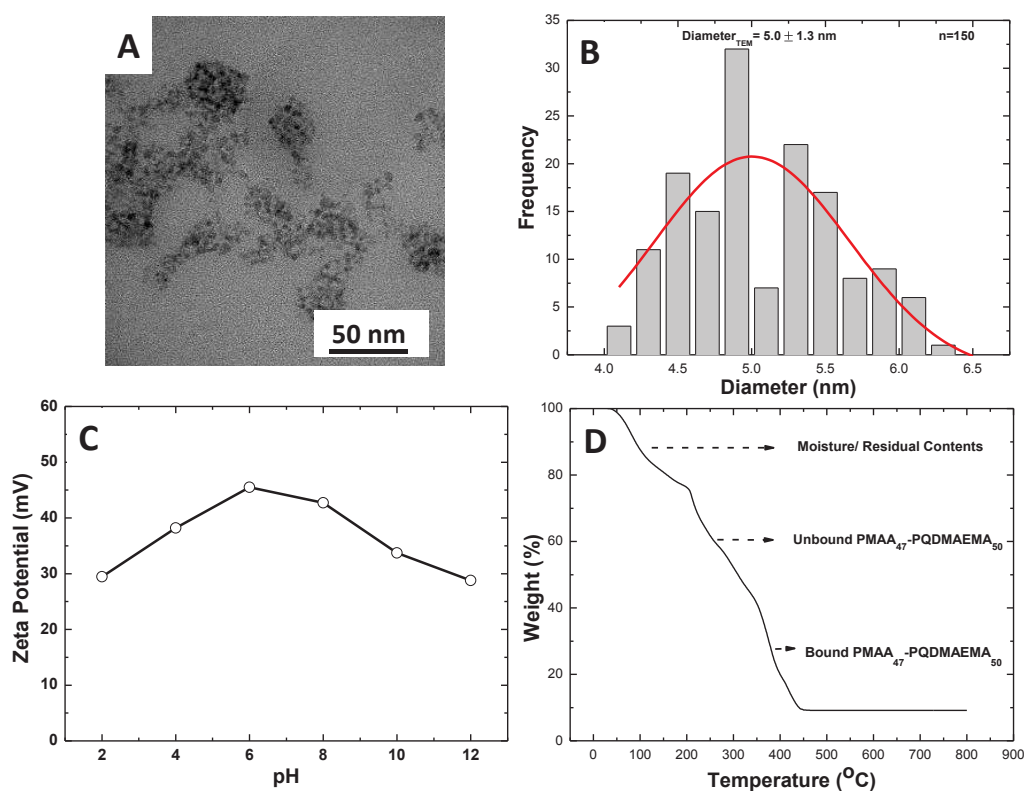 A
50 nm
B
Diameter_TEM = 5.0 ± 1.3 nm
n=150
35
30
25
20
15
10
5
0
Frequency
4.0 4.5 5.0 5.5 6.0 6.5
Diameter (nm)
C
60
50
40
30
20
10
0
Zeta Potential (mV)
2 4 6 8 10 12
pH
D
100
80
60
40
20
0
Weight (%)
Moisture/ Residual Contents
Unbound PMAA47-PQDMAEMA50
Bound PMAA47-PQDMAEMA50
0 100 200 300 400 500 600 700 800 900
Temperature (OC)